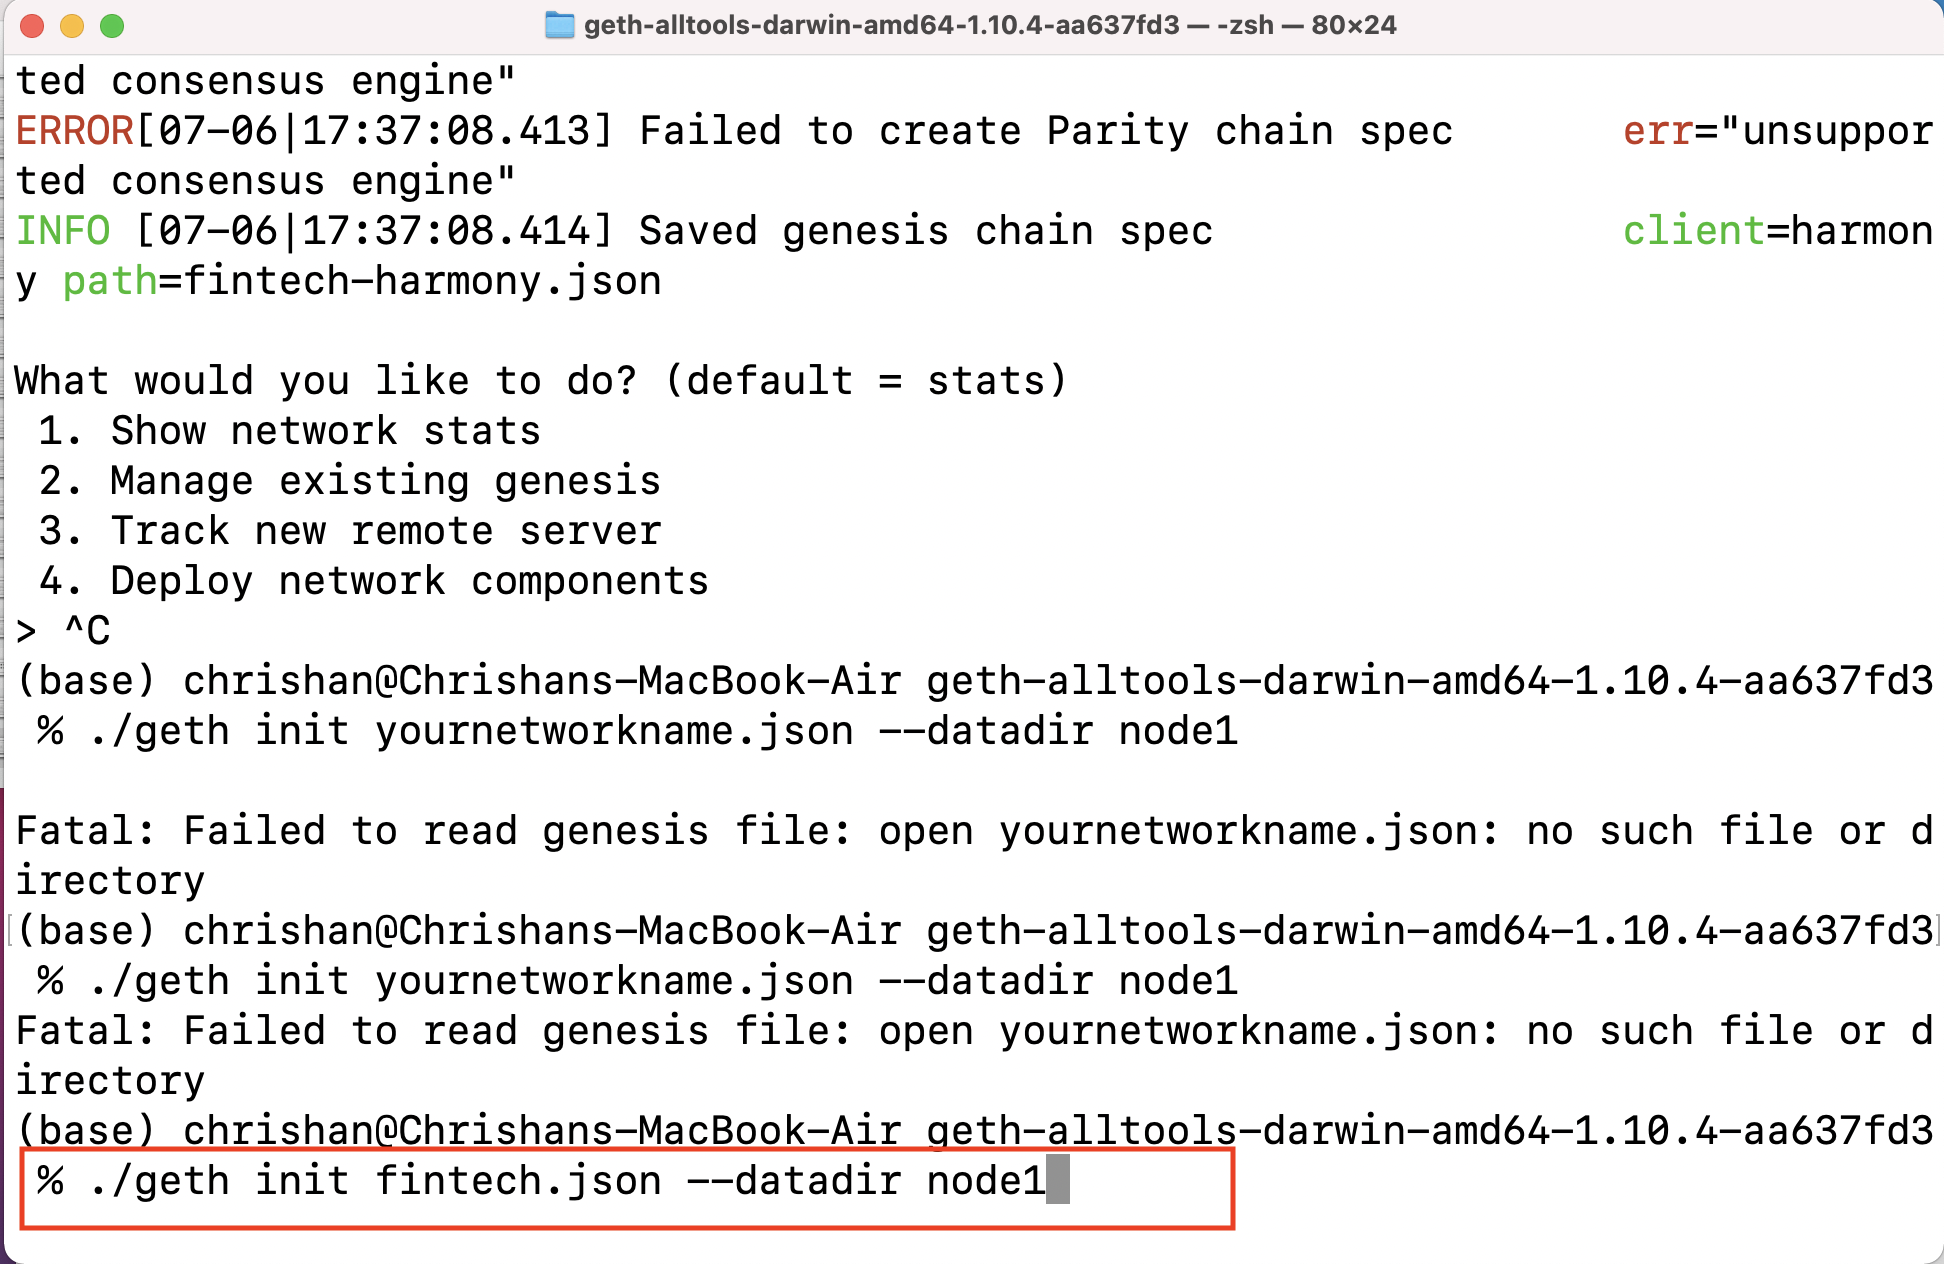 geth-alltools-darwin-amd64-1.10.4-aa637fd3 — -zsh — 80×24
ted consensus engine"
ERROR[07-06|17:37:08.413] Failed to create Parity chain spec       err="unsuppor
ted consensus engine"
INFO [07-06|17:37:08.414] Saved genesis chain spec                 client=harmon
y path=fintech-harmony.json
What would you like to do? (default = stats)
 1. Show network stats
 2. Manage existing genesis
 3. Track new remote server
 4. Deploy network components
> ^C
(base) chrishan@Chrishans-MacBook-Air geth-alltools-darwin-amd64-1.10.4-aa637fd3
 % ./geth init yournetworkname.json --datadir node1
Fatal: Failed to read genesis file: open yournetworkname.json: no such file or d
irectory
(base) chrishan@Chrishans-MacBook-Air geth-alltools-darwin-amd64-1.10.4-aa637fd3
 % ./geth init yournetworkname.json --datadir node1
Fatal: Failed to read genesis file: open yournetworkname.json: no such file or d
irectory
(base) chrishan@Chrishans-MacBook-Air geth-alltools-darwin-amd64-1.10.4-aa637fd3
 % ./geth init fintech.json --datadir node1